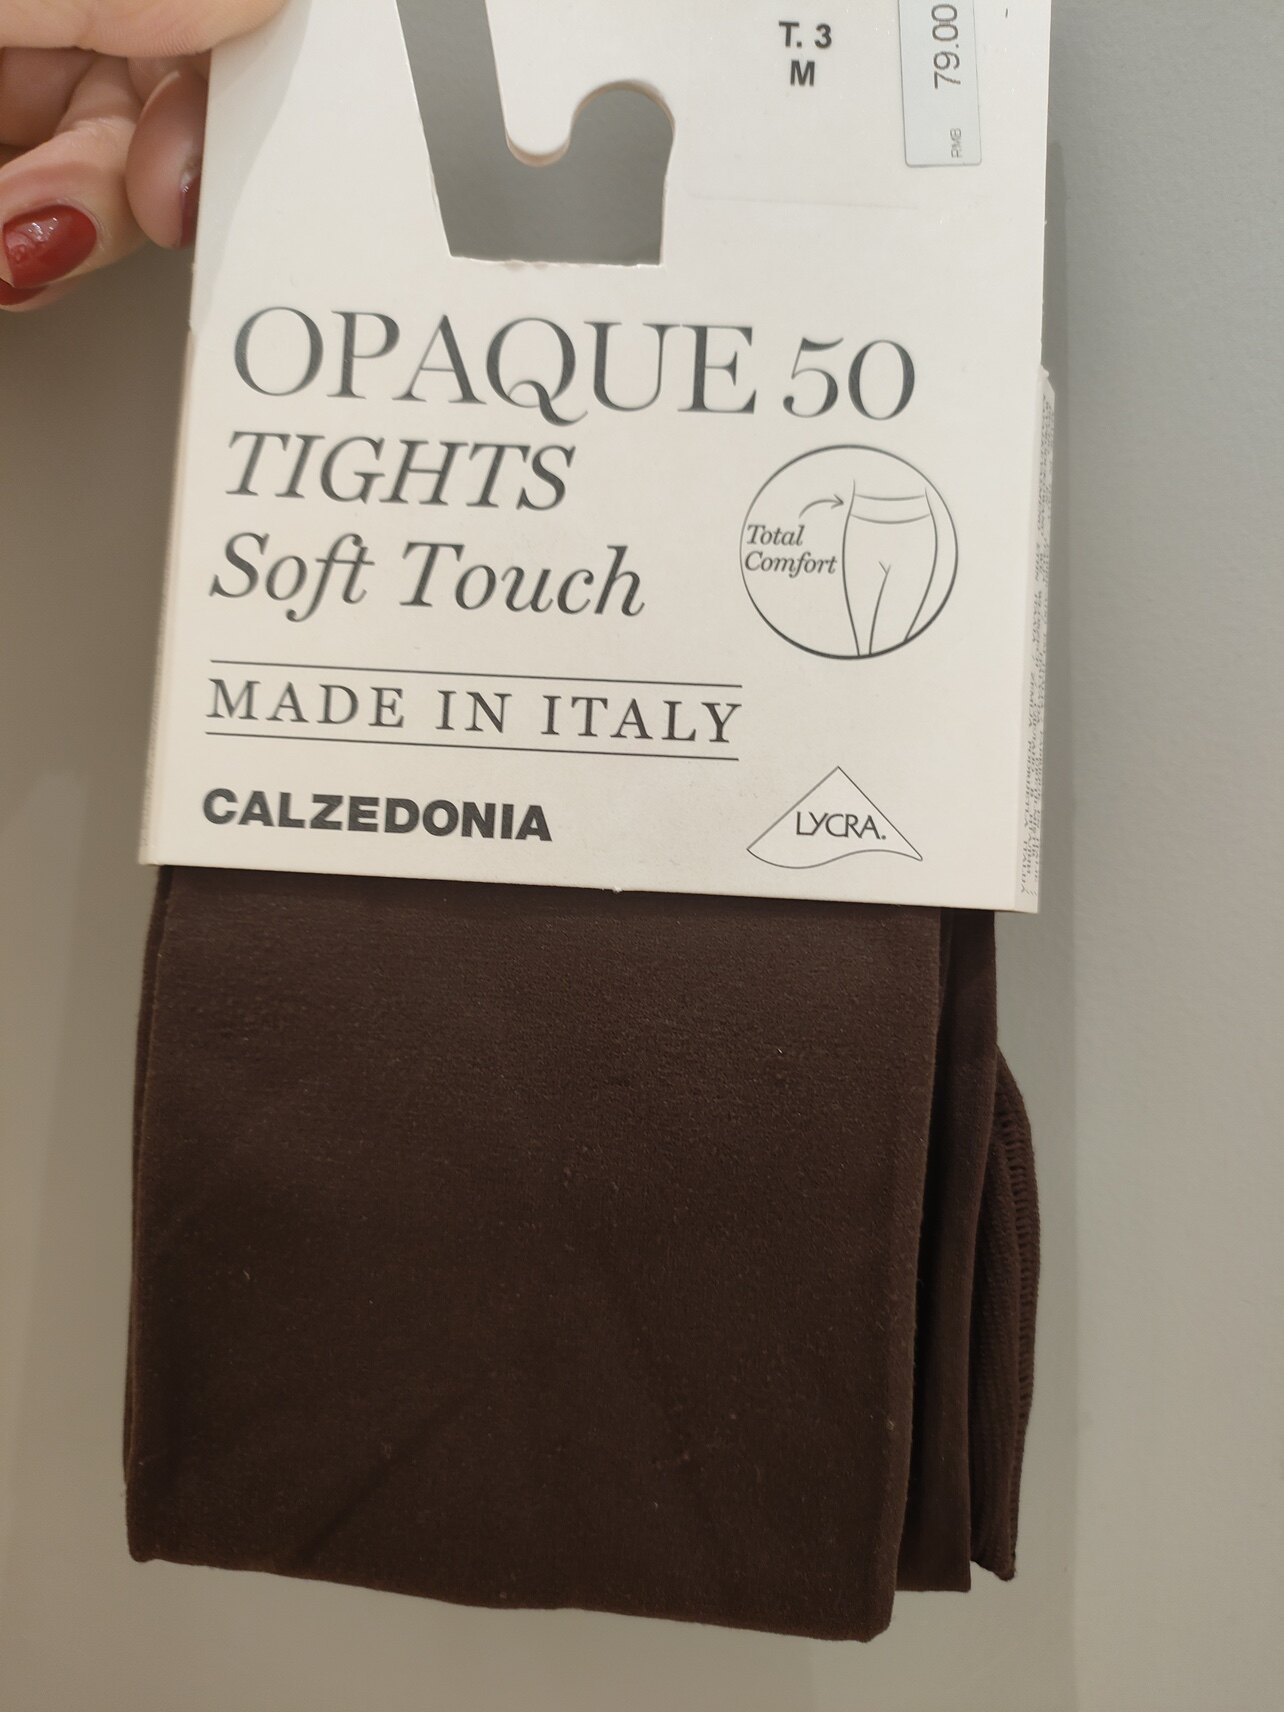 T. 3
M
RMB 79.00
OPAQUE 50
TIGHTS
Soft Touch
Total
Comfort
MADE IN ITALY
CALZEDONIA
LYCRA.